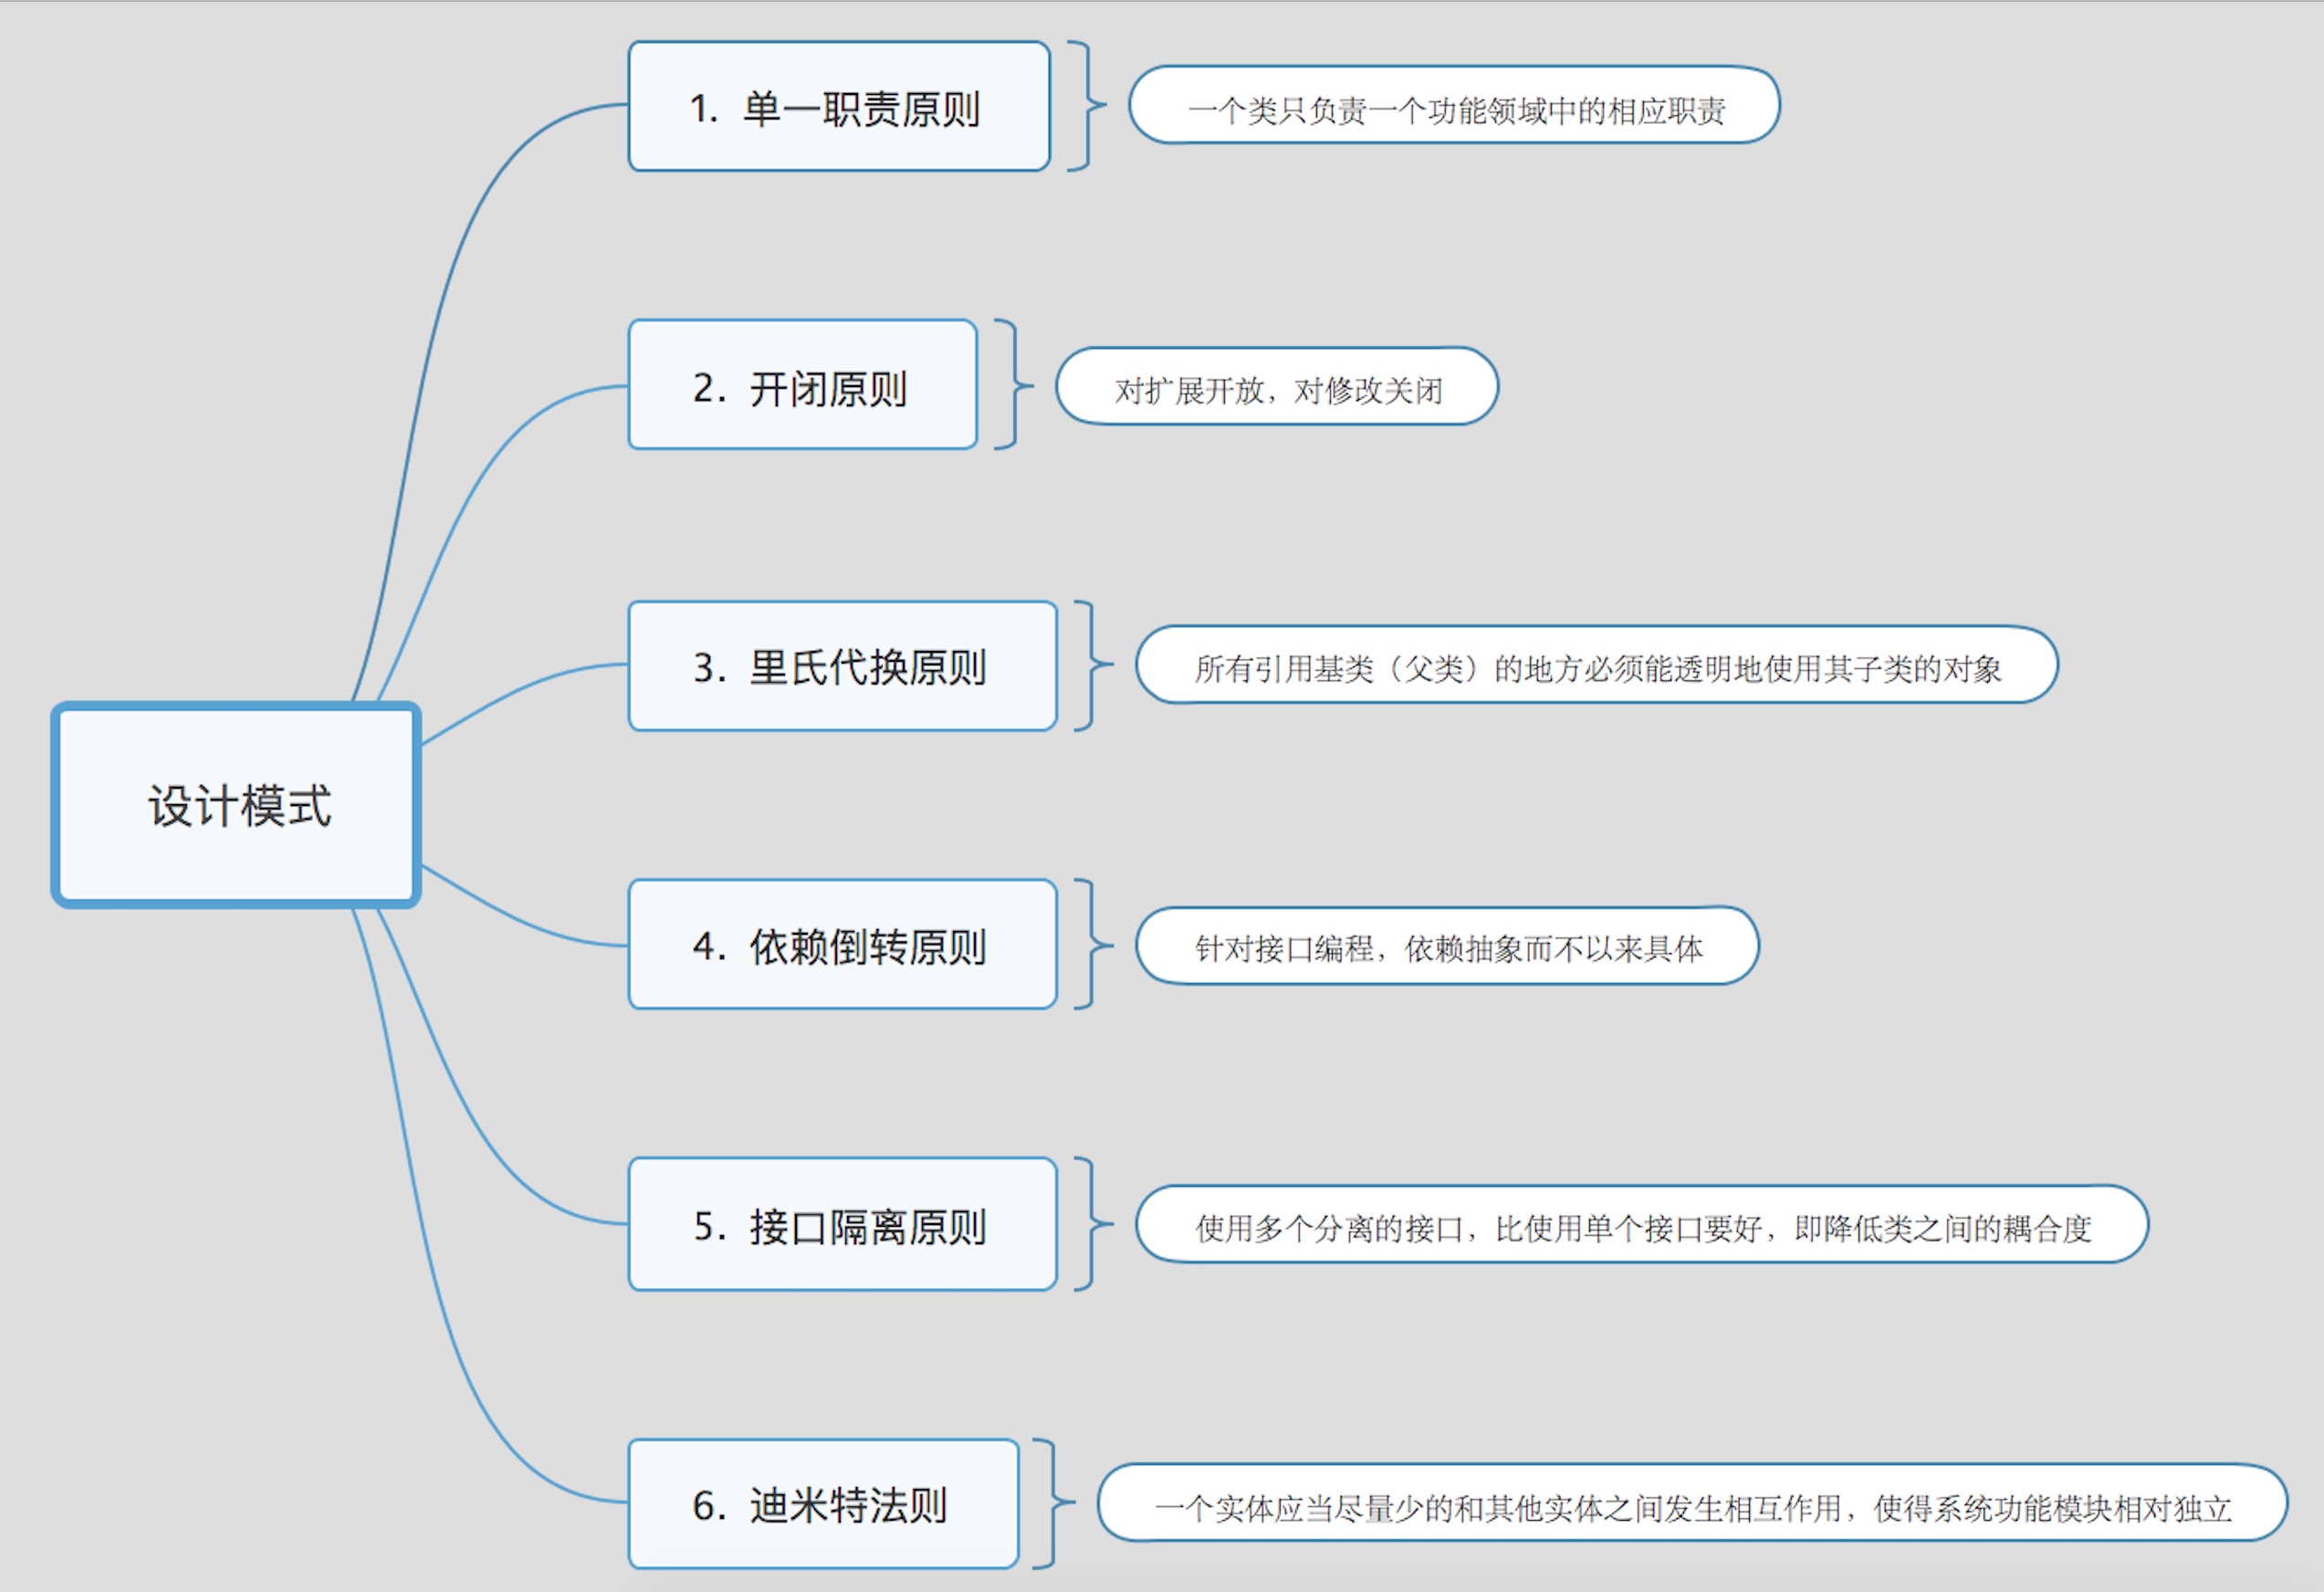 1. 单一职责原则
一个类只负责一个功能领域中的相应职责
2. 开闭原则
对扩展开放，对修改关闭
3. 里氏代换原则
所有引用基类（父类）的地方必须能透明地使用其子类的对象
设计模式
4. 依赖倒转原则
针对接口编程，依赖抽象而不以来具体
5. 接口隔离原则
使用多个分离的接口，比使用单个接口要好，即降低类之间的耦合度
6. 迪米特法则
一个实体应当尽量少的和其他实体之间发生相互作用，使得系统功能模块相对独立